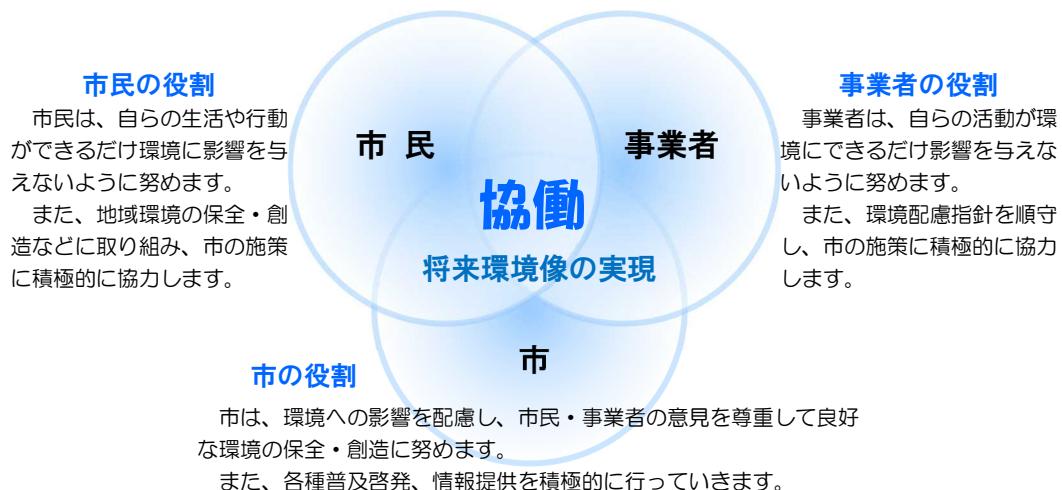 市民の役割
市民は、自らの生活や行動
ができるだけ環境に影響を与
えないように努めます。
また、地域環境の保全・創
造などに取り組み、市の施策
に積極的に協力します。
市 民
事業者
協働
将来環境像の実現
市
事業者の役割
事業者は、自らの活動が環
境にできるだけ影響を与えな
いように努めます。
また、環境配慮指針を順守
し、市の施策に積極的に協力
します。
市の役割
市は、環境への影響を配慮し、市民・事業者の意見を尊重して良好
な環境の保全・創造に努めます。
また、各種普及啓発、情報提供を積極的に行っていきます。